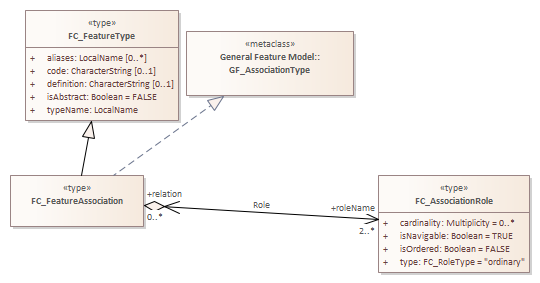 «type»
FC_FeatureType
+ aliases: LocalName [0..*]
+ code: CharacterString [0..1]
+ definition: CharacterString [0..1]
+ isAbstract: Boolean = FALSE
+ typeName: LocalName
«metaclass»
General Feature Model::
GF_AssociationType
«type»
FC_FeatureAssociation
+relation
0..*
Role
+roleName
2..*
«type»
FC_AssociationRole
+ cardinality: Multiplicity = 0..*
+ isNavigable: Boolean = TRUE
+ isOrdered: Boolean = FALSE
+ type: FC_RoleType = "ordinary"